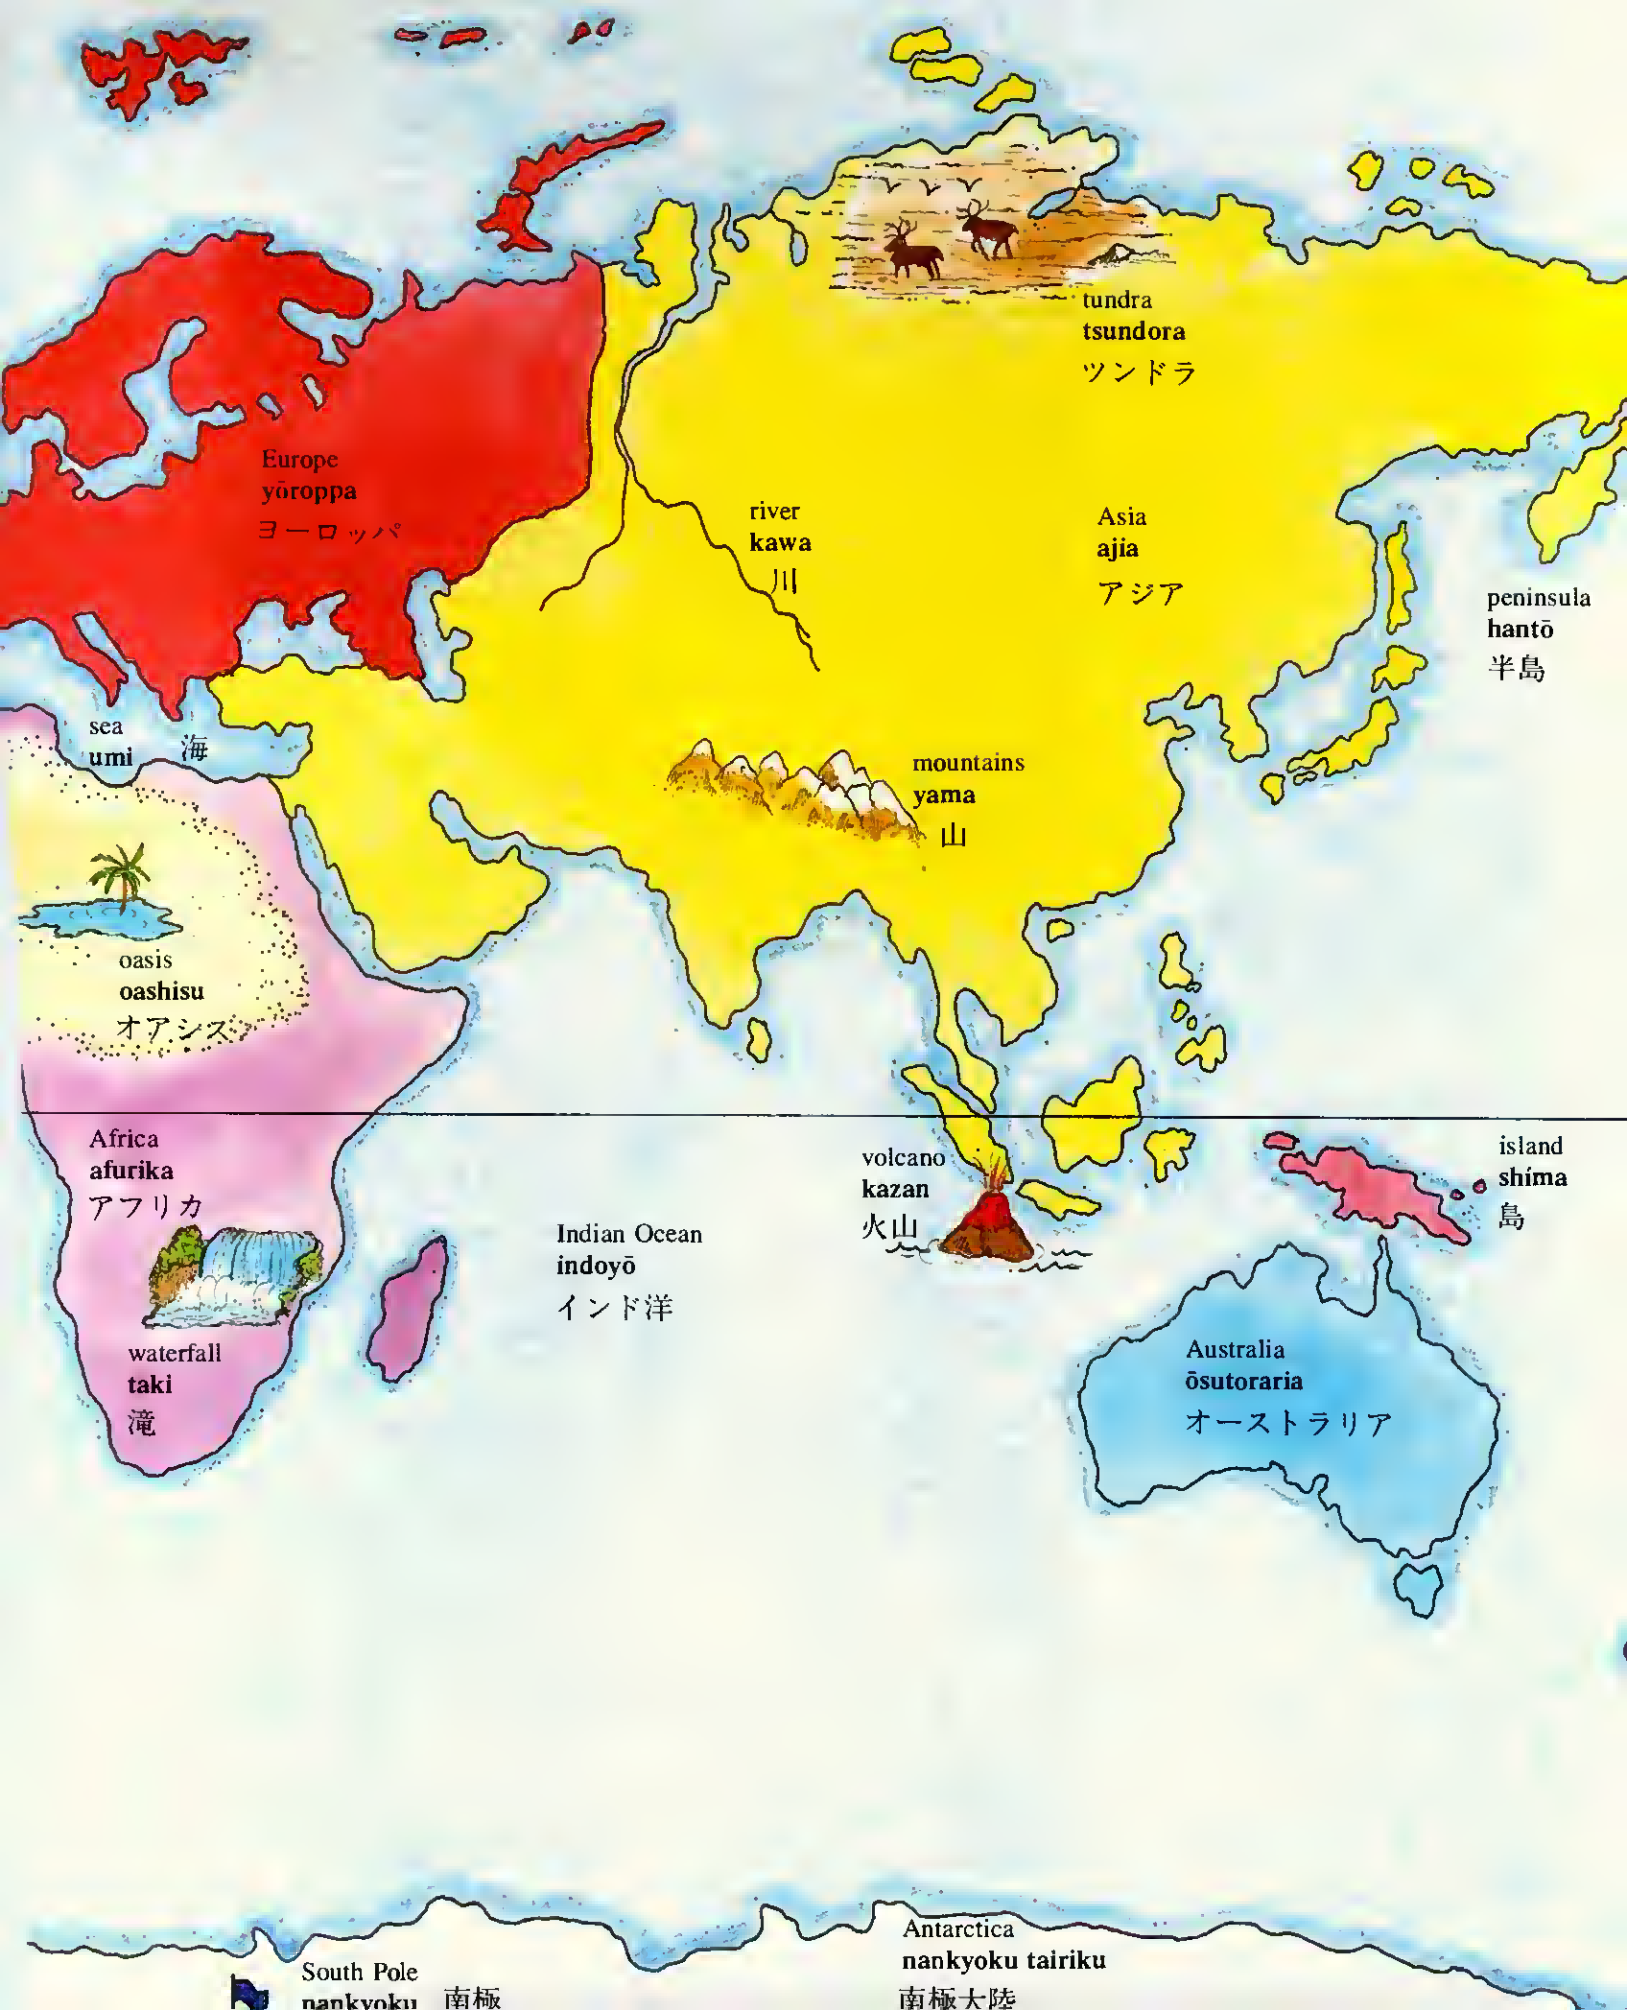 tundra
tsundora
ツンドラ
Europe
yōroppa
ヨーロッパ
river
kawa
川
Asia
ajia
アジア
peninsula
hantō
半島
sea
umi 海
mountains
yama
山
oasis
oashisu
オアシス
Africa
afurika
アフリカ
volcano
kazan
火山
island
shima
島
Indian Ocean
indoyō
インド洋
waterfall
taki
滝
Australia
ōsutoraria
オーストラリア
Antarctica
nankyoku tairiku
南極大陸
South Pole
nankyoku 南極